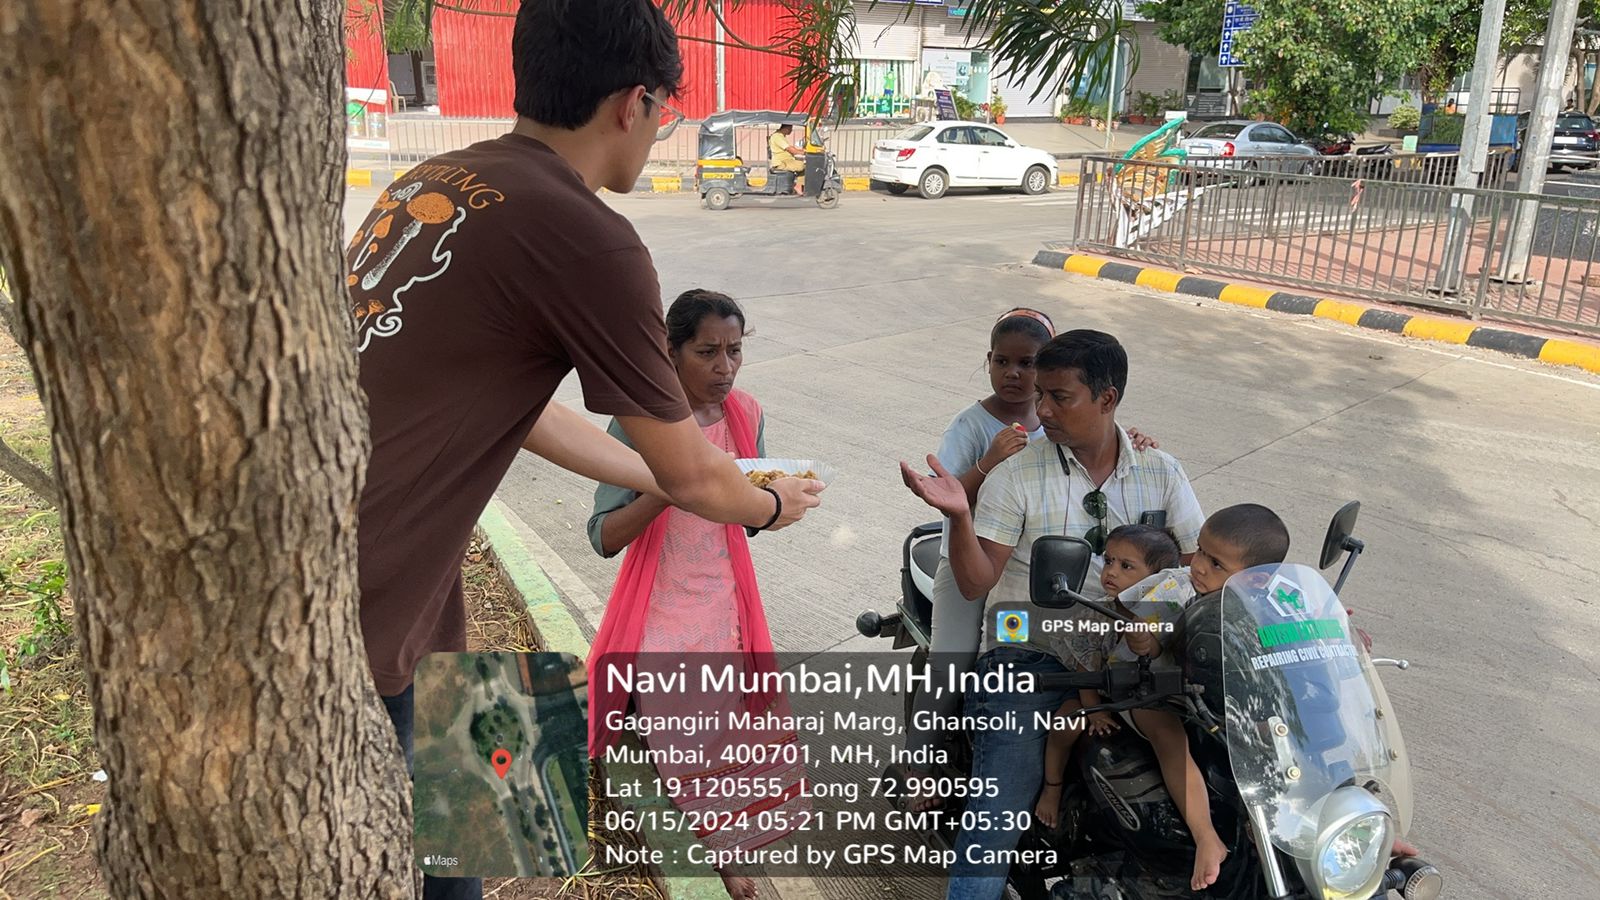 RYTHING
GPS Map Camera
REPAIRING CIVIL CONTRACTOR
Navi Mumbai,MH,India
Gagangiri Maharaj Marg, Ghansoli, Navi
Mumbai, 400701, MH, India
Lat 19.120555, Long 72.990595
06/15/2024 05:21 PM GMT+05:30
Note : Captured by GPS Map Camera
Maps